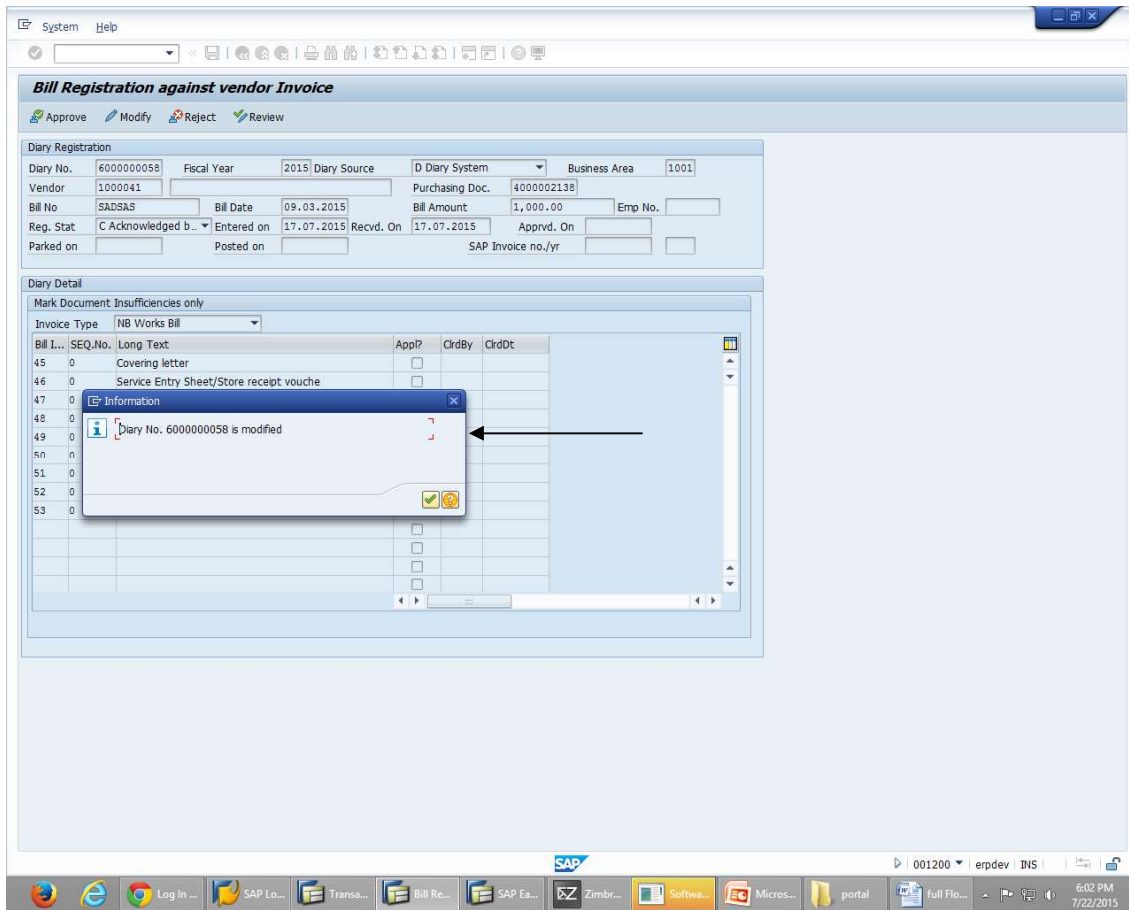 System Help
Bill Registration against vendor Invoice
Approve Modify Reject Review
Diary Registration
Diary No. 6000000058 Fiscal Year 2015 Diary Source D Diary System Business Area 1001
Vendor 1000041 Purchasing Doc. 4000002138
Bill No SADSAS Bill Date 09.03.2015 Bill Amount 1,000.00 Emp No.
Reg. Stat C Acknowledged b.. Entered on 17.07.2015 Recvd. On 17.07.2015 Apprvd. On
Parked on Posted on SAP Invoice no./yr
Diary Detail
Mark Document Insufficiencies only
Invoice Type NB Works Bill
Bill I... SEQ.No. Long Text Appl? ClrdBy ClrdDt
45 0 Covering letter
46 0 Service Entry Sheet/Store receipt vouche
47 0
Information
48 0
Diary No. 6000000058 is modified
49 0
50 0
51 0
52 0
53 0
SAP
001200 erpdev INS
Log In ... SAP Lo... Transa... Bill Re... SAP Ea... Zimbr... Softwa... Micros... portal full Flo... 6:02 PM
7/22/2015